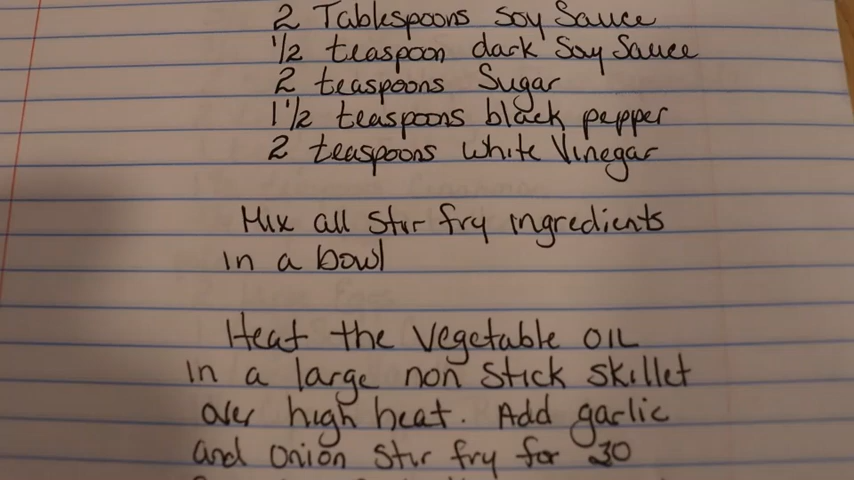 2 Tablespoons Soy Sauce
1/2 teaspoon dark Soy Sauce
2 teaspoons Sugar
1 1/2 teaspoons black pepper
2 teaspoons white Vinegar
Mix all Stir fry ingredients
in a bowl
Heat the vegetable OIL
in a large non stick skillet
over high heat. Add garlic
and onion stir fry for 30